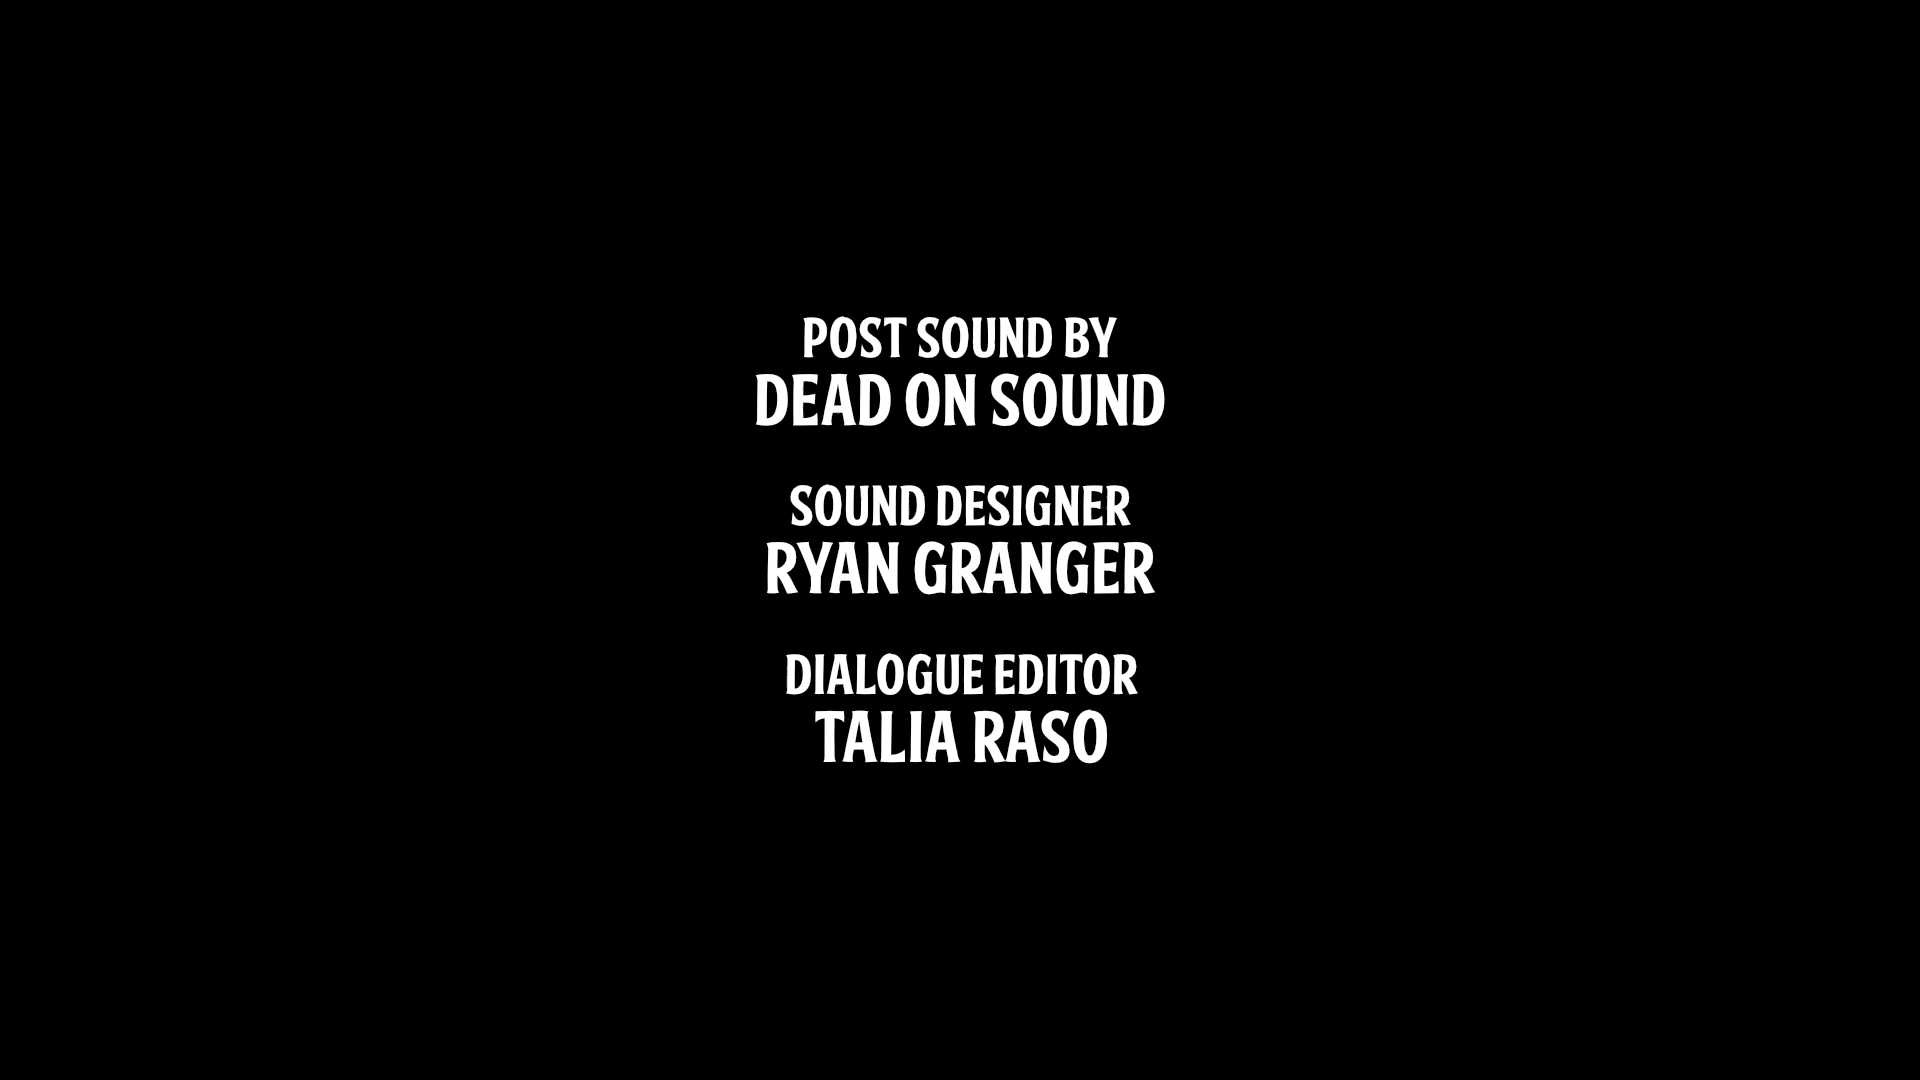 POST SOUND BY
DEAD ON SOUND
SOUND DESIGNER
RYAN GRANGER
DIALOGUE EDITOR
TALIA RASO